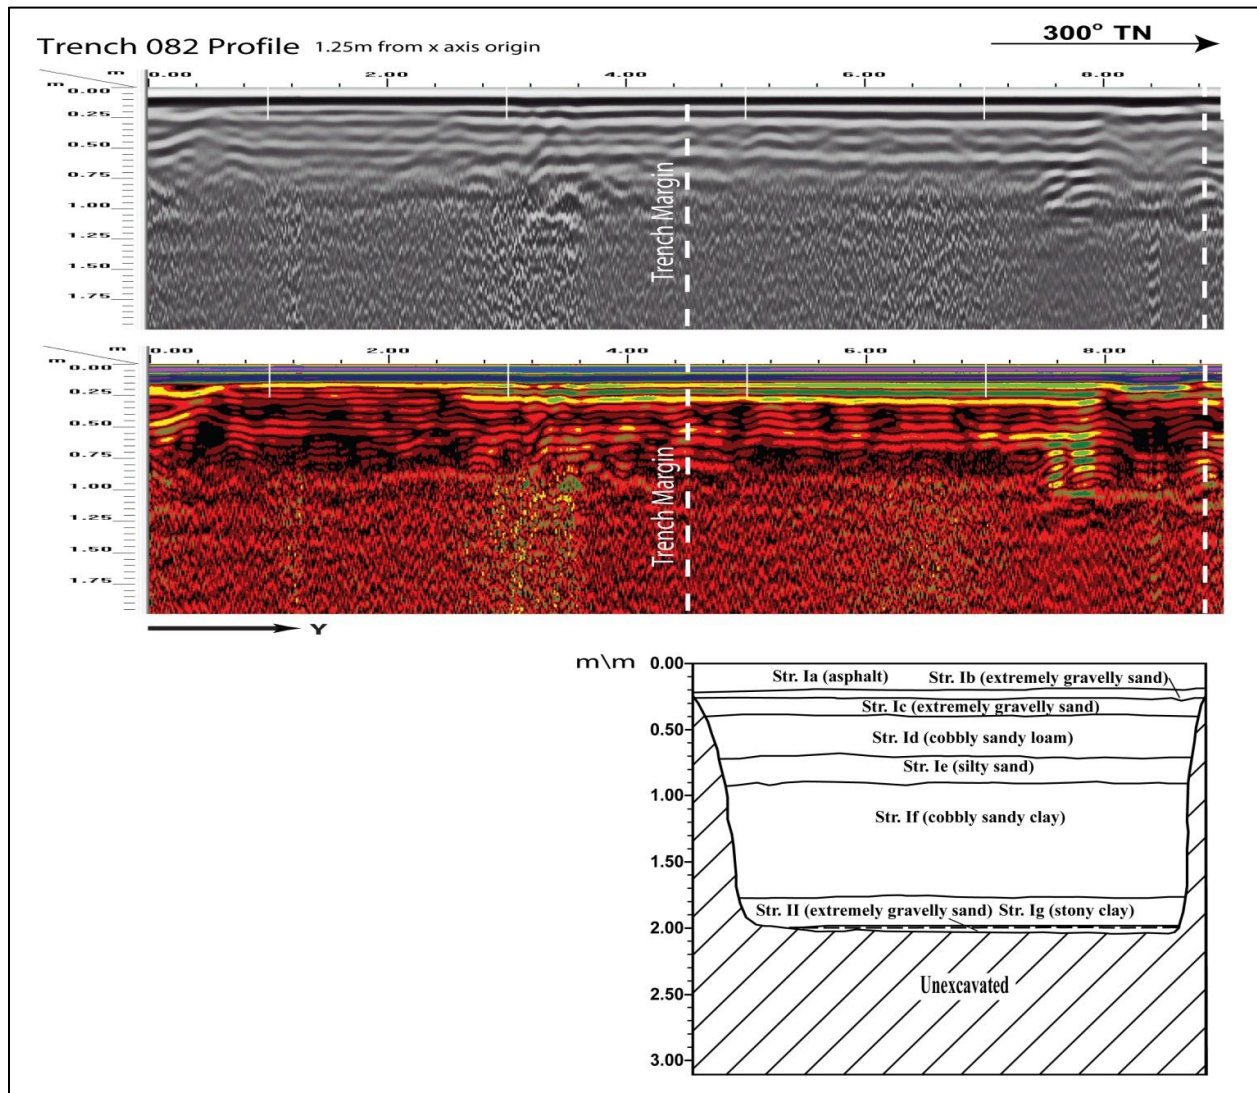 Trench 082 Profile 1.25m from x axis origin
300° TN
m
m 0.00 2.00 4.00 6.00 8.00
0.00
0.25
0.50
0.75
1.00
1.25
1.50
1.75
Trench Margin
m
m 0.00 2.00 4.00 6.00 8.00
0.00
0.25
0.50
0.75
1.00
1.25
1.50
1.75
Trench Margin
Y
m\m
0.00
0.50
1.00
1.50
2.00
2.50
3.00
Str. Ia (asphalt) Str. Ib (extremely gravelly sand)
Str. Ic (extremely gravelly sand)
Str. Id (cobbly sandy loam)
Str. Ie (silty sand)
Str. If (cobbly sandy clay)
Str. II (extremely gravelly sand) Str. Ig (stony clay)
Unexcavated